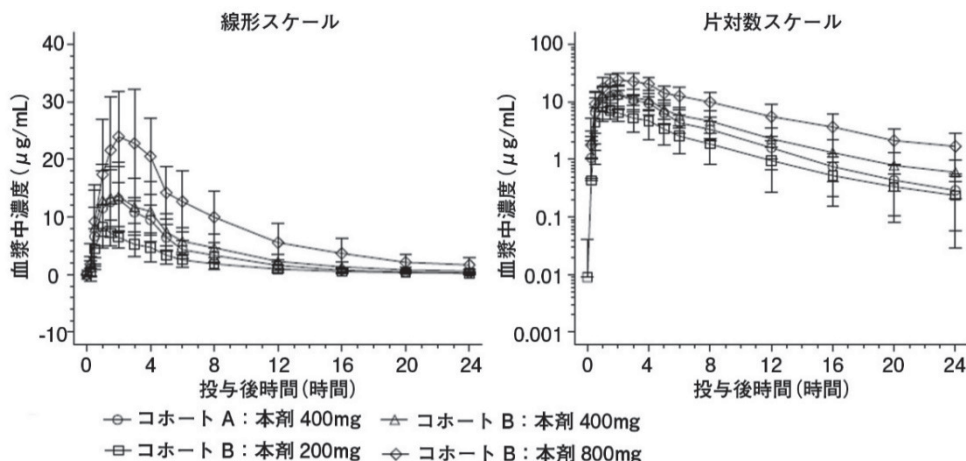 線形スケール
血漿中濃度(μg/mL)
40
30
20
10
0
-10
0 4 8 12 16 20 24
投与後時間(時間)
片対数スケール
血漿中濃度(μg/mL)
100
10
1
0.1
0.01
0.001
0 4 8 12 16 20 24
投与後時間(時間)
コホート A:本剤 400mg コホート B:本剤 400mg
コホート B:本剤 200mg コホート B:本剤 800mg